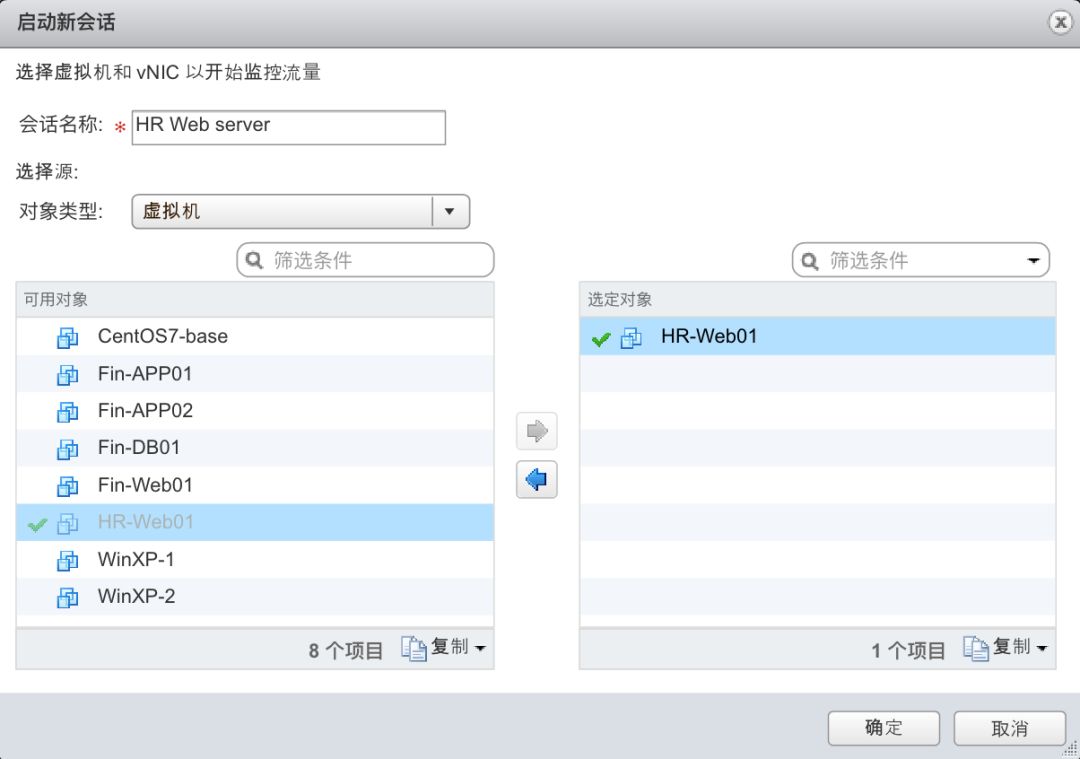 启动新会话
选择虚拟机和 vNIC 以开始监控流量
会话名称: * HR Web server
选择源:
对象类型: 虚拟机
筛选条件
筛选条件
可用对象
CentOS7-base
Fin-APP01
Fin-APP02
Fin-DB01
Fin-Web01
HR-Web01
WinXP-1
WinXP-2
8 个项目 复制
选定对象
HR-Web01
1 个项目 复制
确定 取消